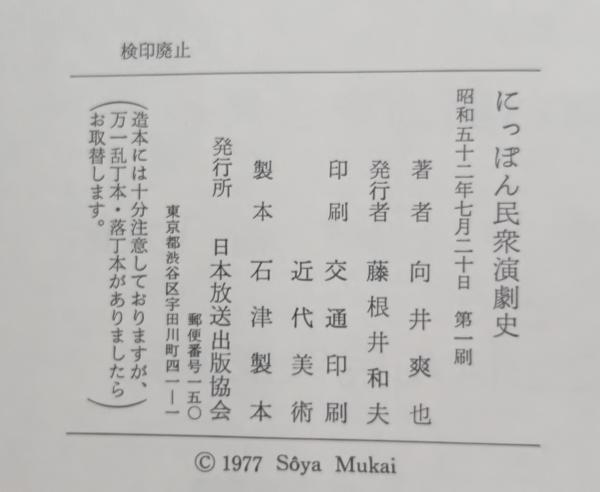 検印廃止
にっぽん民衆演劇史
昭和五十二年七月二十日 第一刷
著者 向井爽也
発行者 藤根井和夫
印刷 交通印刷
近代美術
製本 石津製本
発行所 日本放送出版協会
郵便番号一五〇
東京都渋谷区宇田川町四一―一
(造本には十分注意しておりますが、
万一乱丁本・落丁本がありましたら
お取替します。)
© 1977 Sôya Mukai